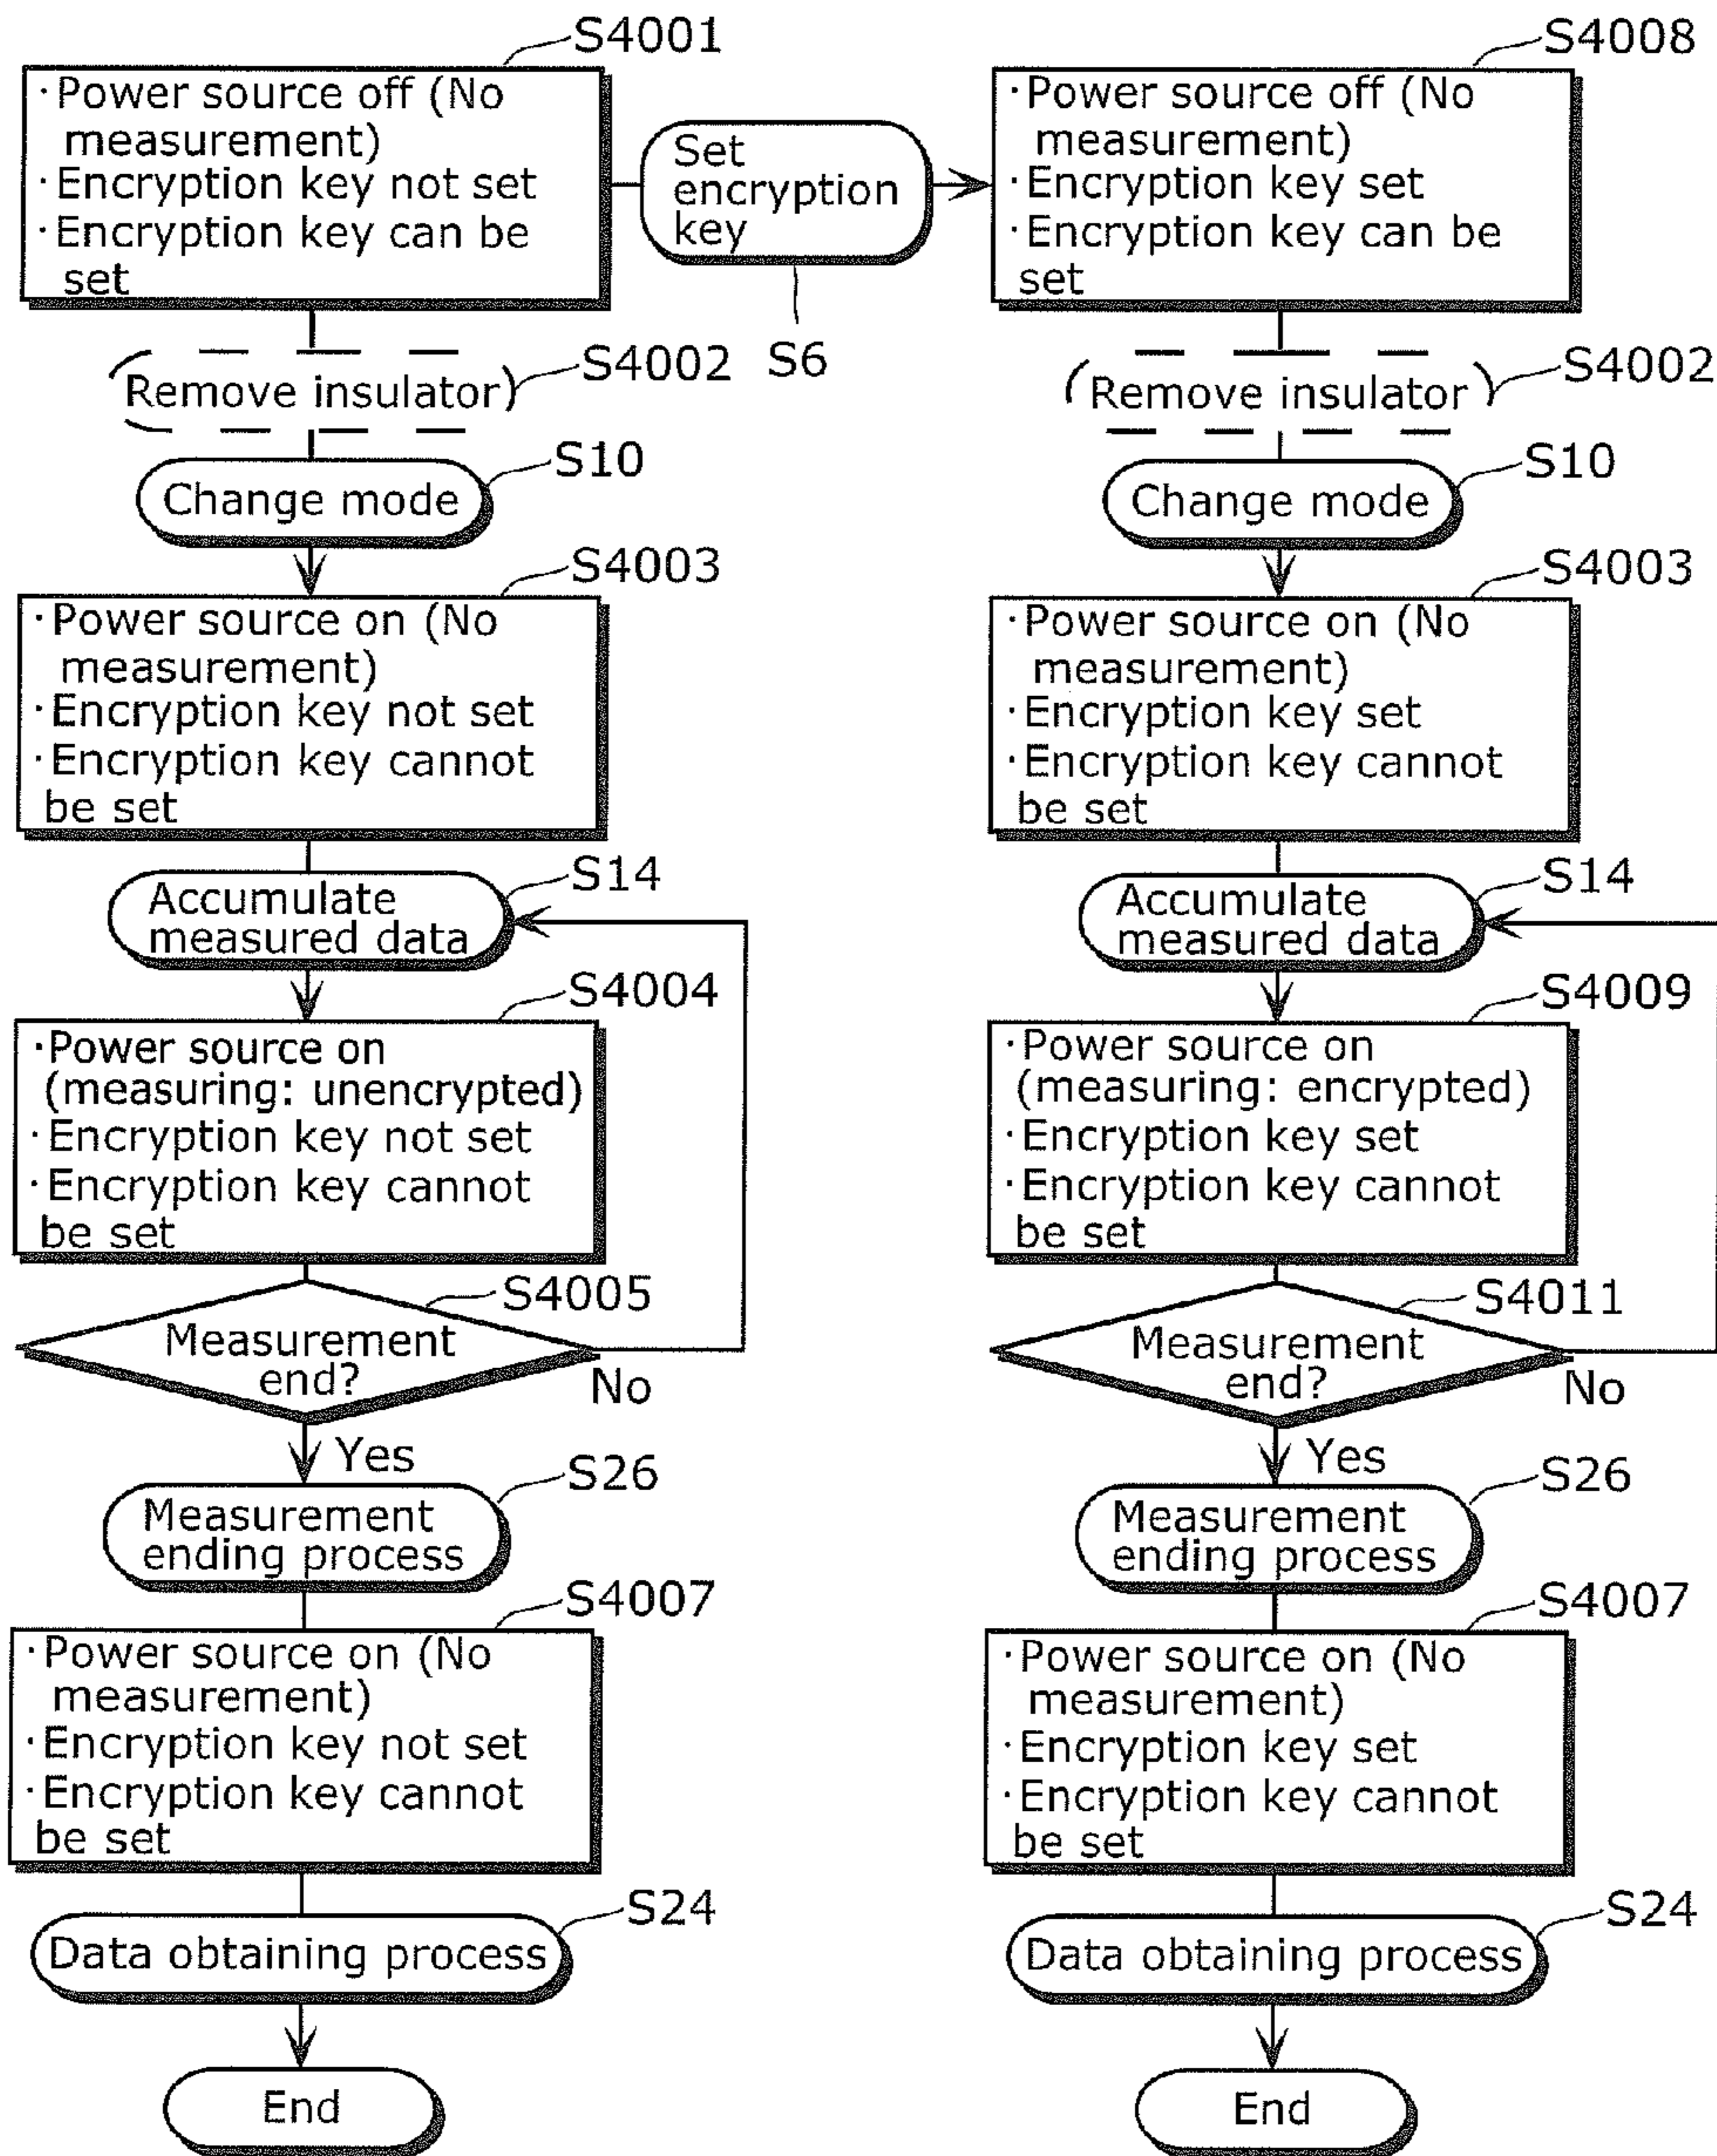 S4001
·Power source off (No
measurement)
·Encryption key not set
·Encryption key can be
set
S4002
Remove insulator
S10
Change mode
S4003
·Power source on (No
measurement)
·Encryption key not set
·Encryption key cannot
be set
S14
Accumulate
measured data
S4004
·Power source on
(measuring: unencrypted)
·Encryption key not set
·Encryption key cannot
be set
S4005
Measurement
end?
No
Yes
S26
Measurement
ending process
S4007
·Power source on (No
measurement)
·Encryption key not set
·Encryption key cannot
be set
S24
Data obtaining process
End
Set
encryption
key
S6
S4008
·Power source off (No
measurement)
·Encryption key set
·Encryption key can be
set
S4002
Remove insulator
S10
Change mode
S4003
·Power source on (No
measurement)
·Encryption key set
·Encryption key cannot
be set
S14
Accumulate
measured data
S4009
·Power source on
(measuring: encrypted)
·Encryption key set
·Encryption key cannot
be set
S4011
Measurement
end?
No
Yes
S26
Measurement
ending process
S4007
·Power source on (No
measurement)
·Encryption key set
·Encryption key cannot
be set
S24
Data obtaining process
End